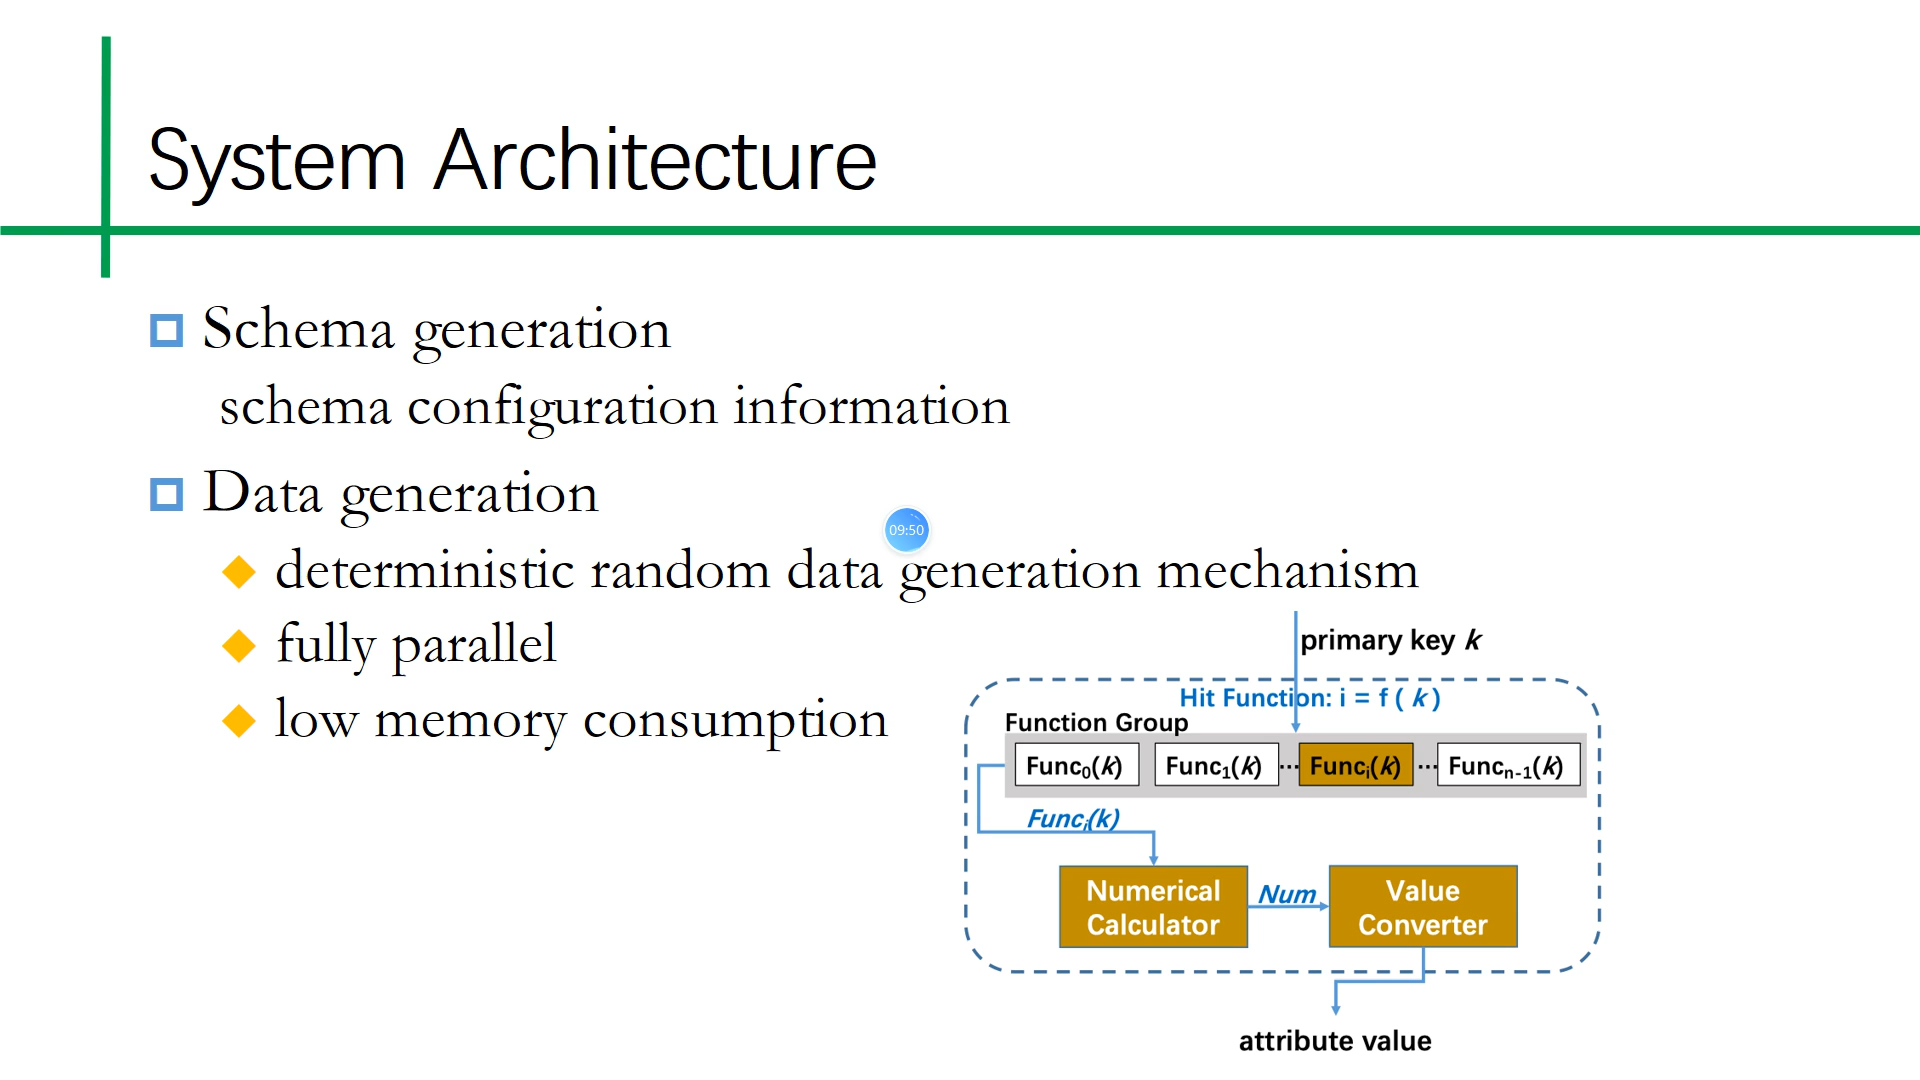 System Architecture
Schema generation
schema configuration information
Data generation
09:50
deterministic random data generation mechanism
fully parallel
low memory consumption
primary key k
Hit Function: i = f ( k )
Function Group
Func0(k) Func1(k) ... Funci(k) ... Funcn-1(k)
Funci(k)
Numerical
Calculator
Num
Value
Converter
attribute value